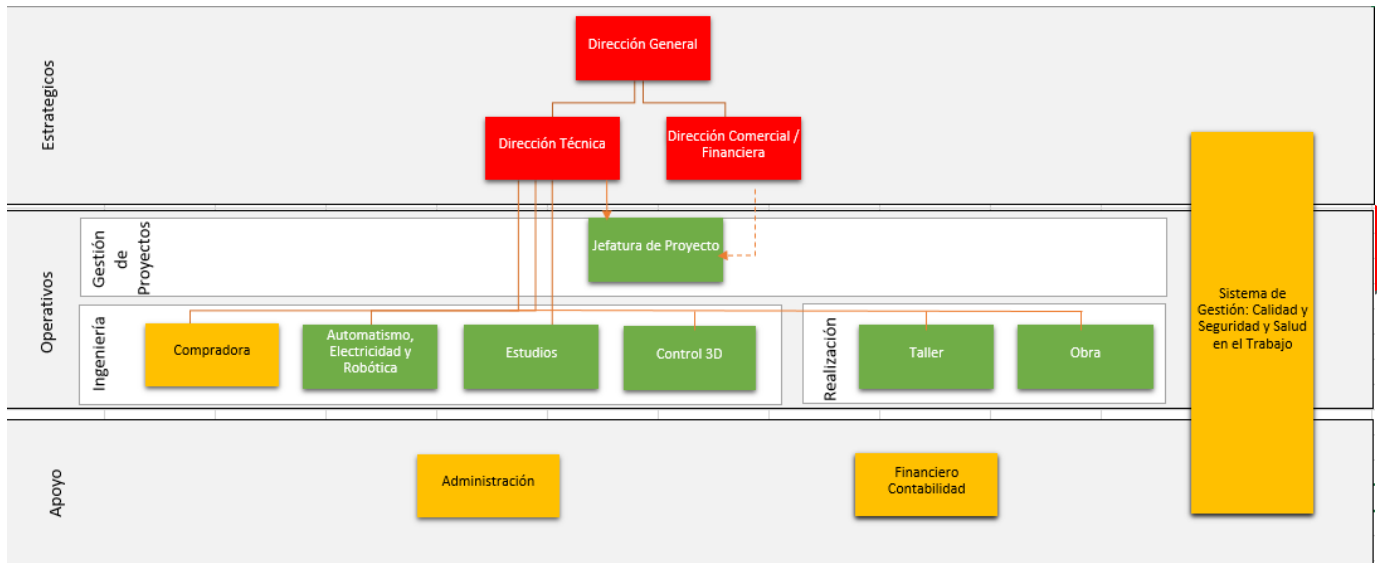 Estrategicos
Dirección General
Dirección Técnica
Dirección Comercial /
Financiera
Operativos
Gestión
de
Proyectos
Jefatura de Proyecto
Ingeniería
Compradora
Automatismo,
Electricidad y
Robótica
Estudios
Control 3D
Realización
Taller
Obra
Sistema de
Gestión: Calidad y
Seguridad y Salud
en el Trabajo
Apoyo
Administración
Financiero
Contabilidad